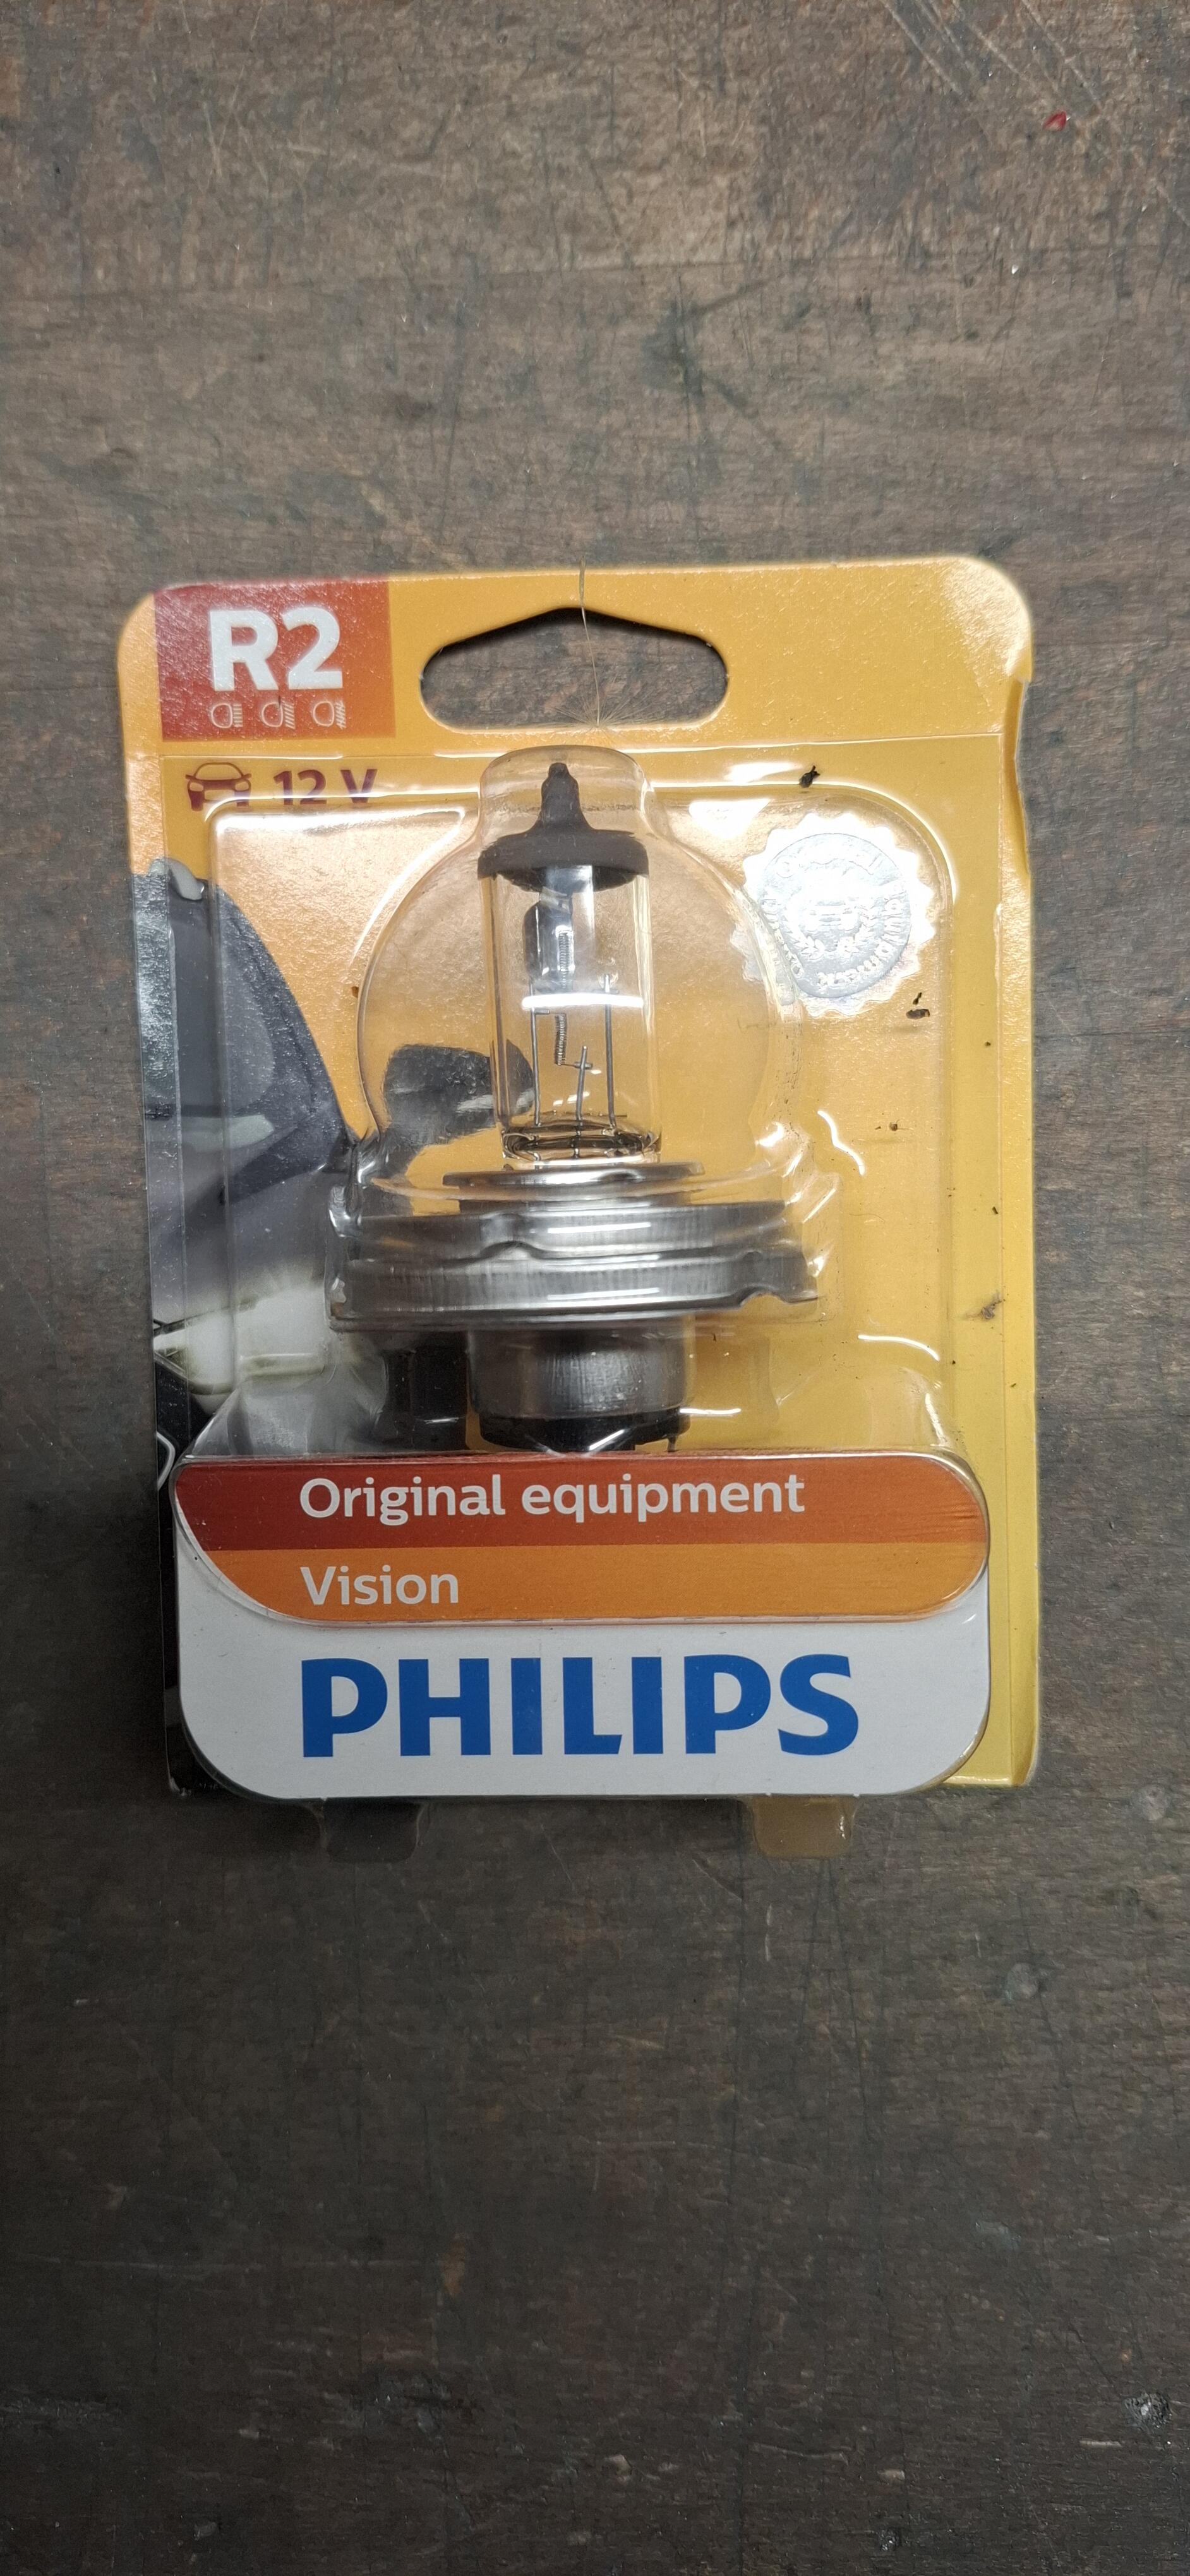 R2
12 V
Original equipment
Vision
PHILIPS